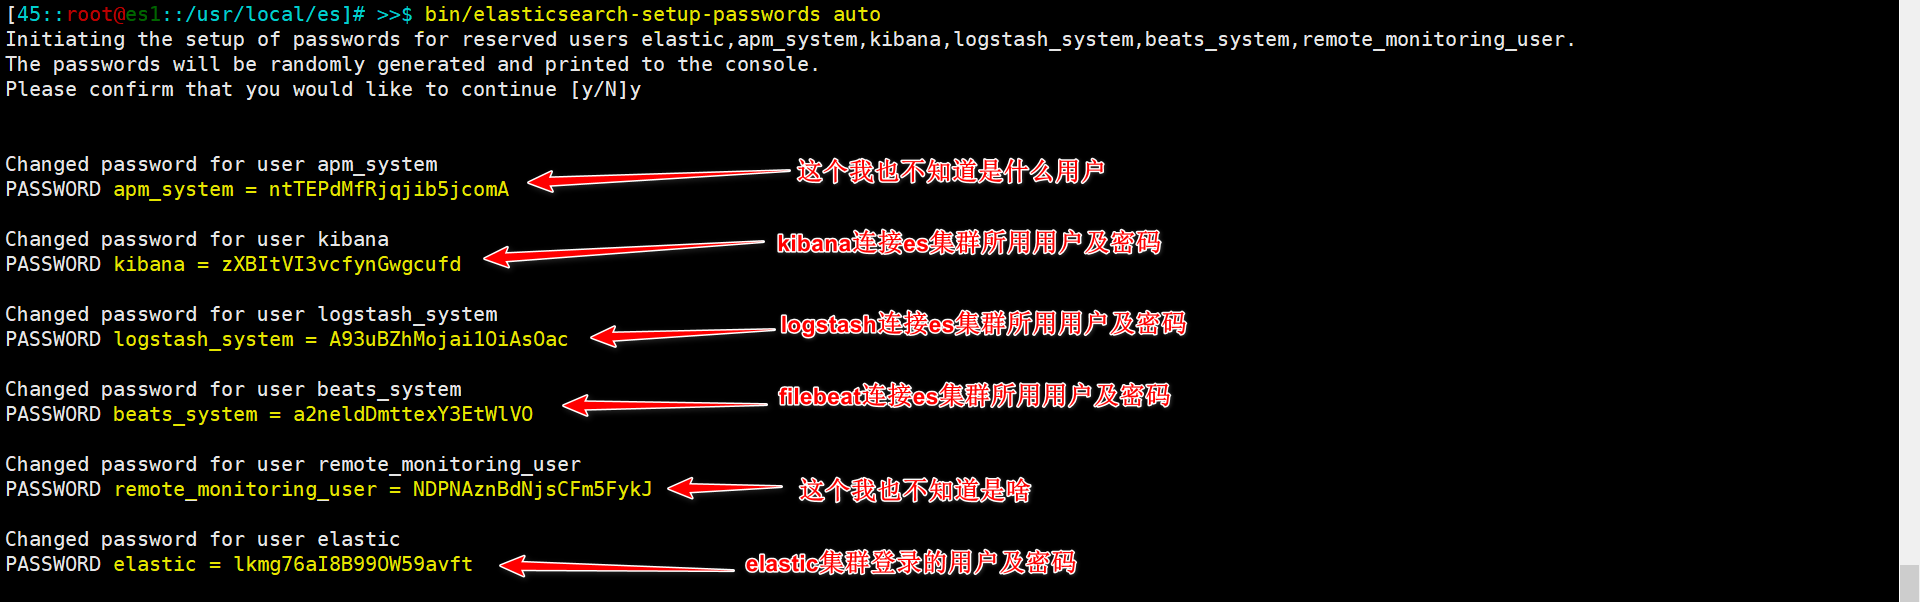 [45::root@es1::/usr/local/es]# >>$ bin/elasticsearch-setup-passwords auto
Initiating the setup of passwords for reserved users elastic,apm_system,kibana,logstash_system,beats_system,remote_monitoring_user.
The passwords will be randomly generated and printed to the console.
Please confirm that you would like to continue [y/N]y
Changed password for user apm_system
PASSWORD apm_system = ntTEPdMfRjqjib5jcomA
这个我也不知道是什么用户
Changed password for user kibana
PASSWORD kibana = zXBItVI3vcfynGwgcufd
kibana连接es集群所用用户及密码
Changed password for user logstash_system
PASSWORD logstash_system = A93uBZhMojai1OiAsOac
logstash连接es集群所用用户及密码
Changed password for user beats_system
PASSWORD beats_system = a2neldDmttexY3EtWlVO
filebeat连接es集群所用用户及密码
Changed password for user remote_monitoring_user
PASSWORD remote_monitoring_user = NDPNAznBdNjsCFm5FykJ
这个我也不知道是啥
Changed password for user elastic
PASSWORD elastic = lkmg76aI8B99OW59avft
elastic集群登录的用户及密码